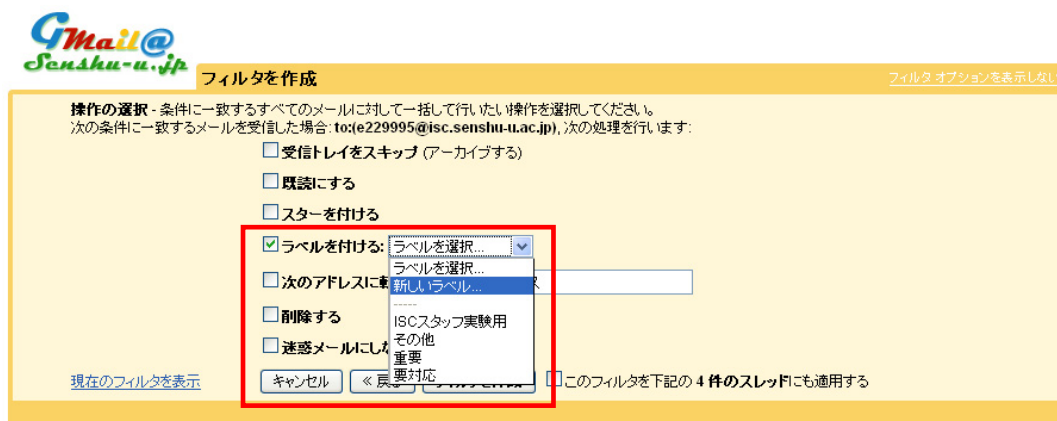 GMail@
Senshu-u.jp
フィルタを作成
フィルタ オプションを表示しない
操作の選択 - 条件に一致するすべてのメールに対して一括して行いたい操作を選択してください。
次の条件に一致するメールを受信した場合: to:(e229995@isc.senshu-u.ac.jp), 次の処理を行います:
受信トレイをスキップ (アーカイブする)
既読にする
スターを付ける
ラベルを付ける: ラベルを選択...
ラベルを選択...
次のアドレスに
新しいラベル...
-----
削除する
ISCスタッフ実験用
その他
迷惑メールにしな
重要
要対応
現在のフィルタを表示
キャンセル
« 戻
このフィルタを下記の 4 件のスレッドにも適用する